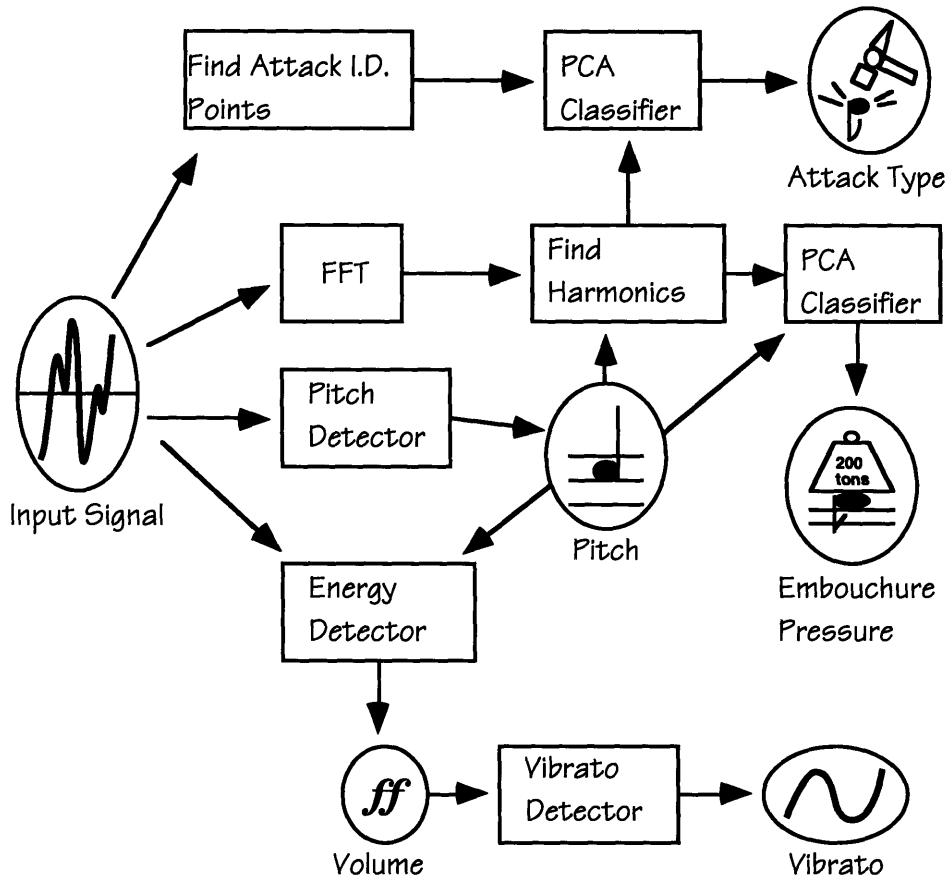 Find Attack I.D.
Points
PCA
Classifier
Attack Type
FFT
Find
Harmonics
PCA
Classifier
Input Signal
Pitch
Detector
Pitch
200
tons
Embouchure
Pressure
Energy
Detector
ff
Volume
Vibrato
Detector
Vibrato